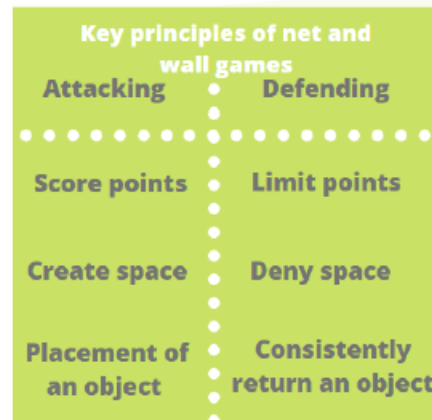 Key principles of net and
wall games
Attacking Defending
Score points Limit points
Create space Deny space
Placement of Consistently
an object return an object